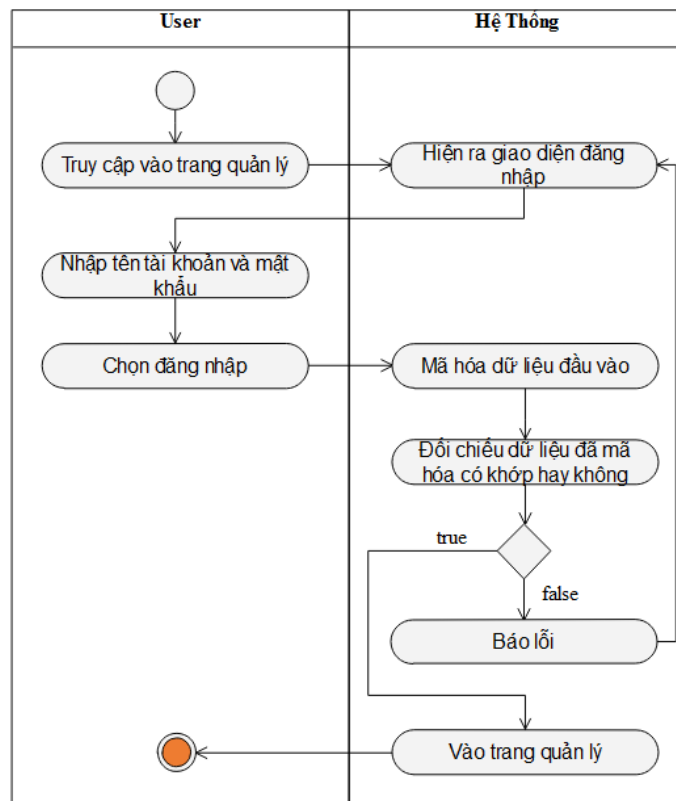 User
Hệ Thống
Truy cập vào trang quản lý
Hiện ra giao diện đăng
nhập
Nhập tên tài khoản và mật
khẩu
Chọn đăng nhập
Mã hóa dữ liệu đầu vào
Đối chiếu dữ liệu đã mã
hóa có khớp hay không
true
false
Báo lỗi
Vào trang quản lý